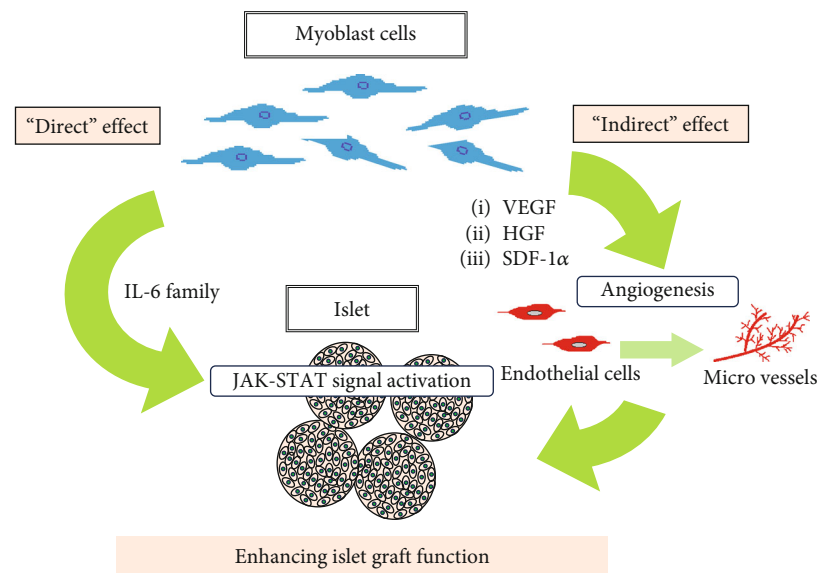 Myoblast cells
“Direct” effect
“Indirect” effect
(i) VEGF
(ii) HGF
(iii) SDF-1α
IL-6 family
Angiogenesis
Islet
JAK-STAT signal activation
Endothelial cells
Micro vessels
Enhancing islet graft function